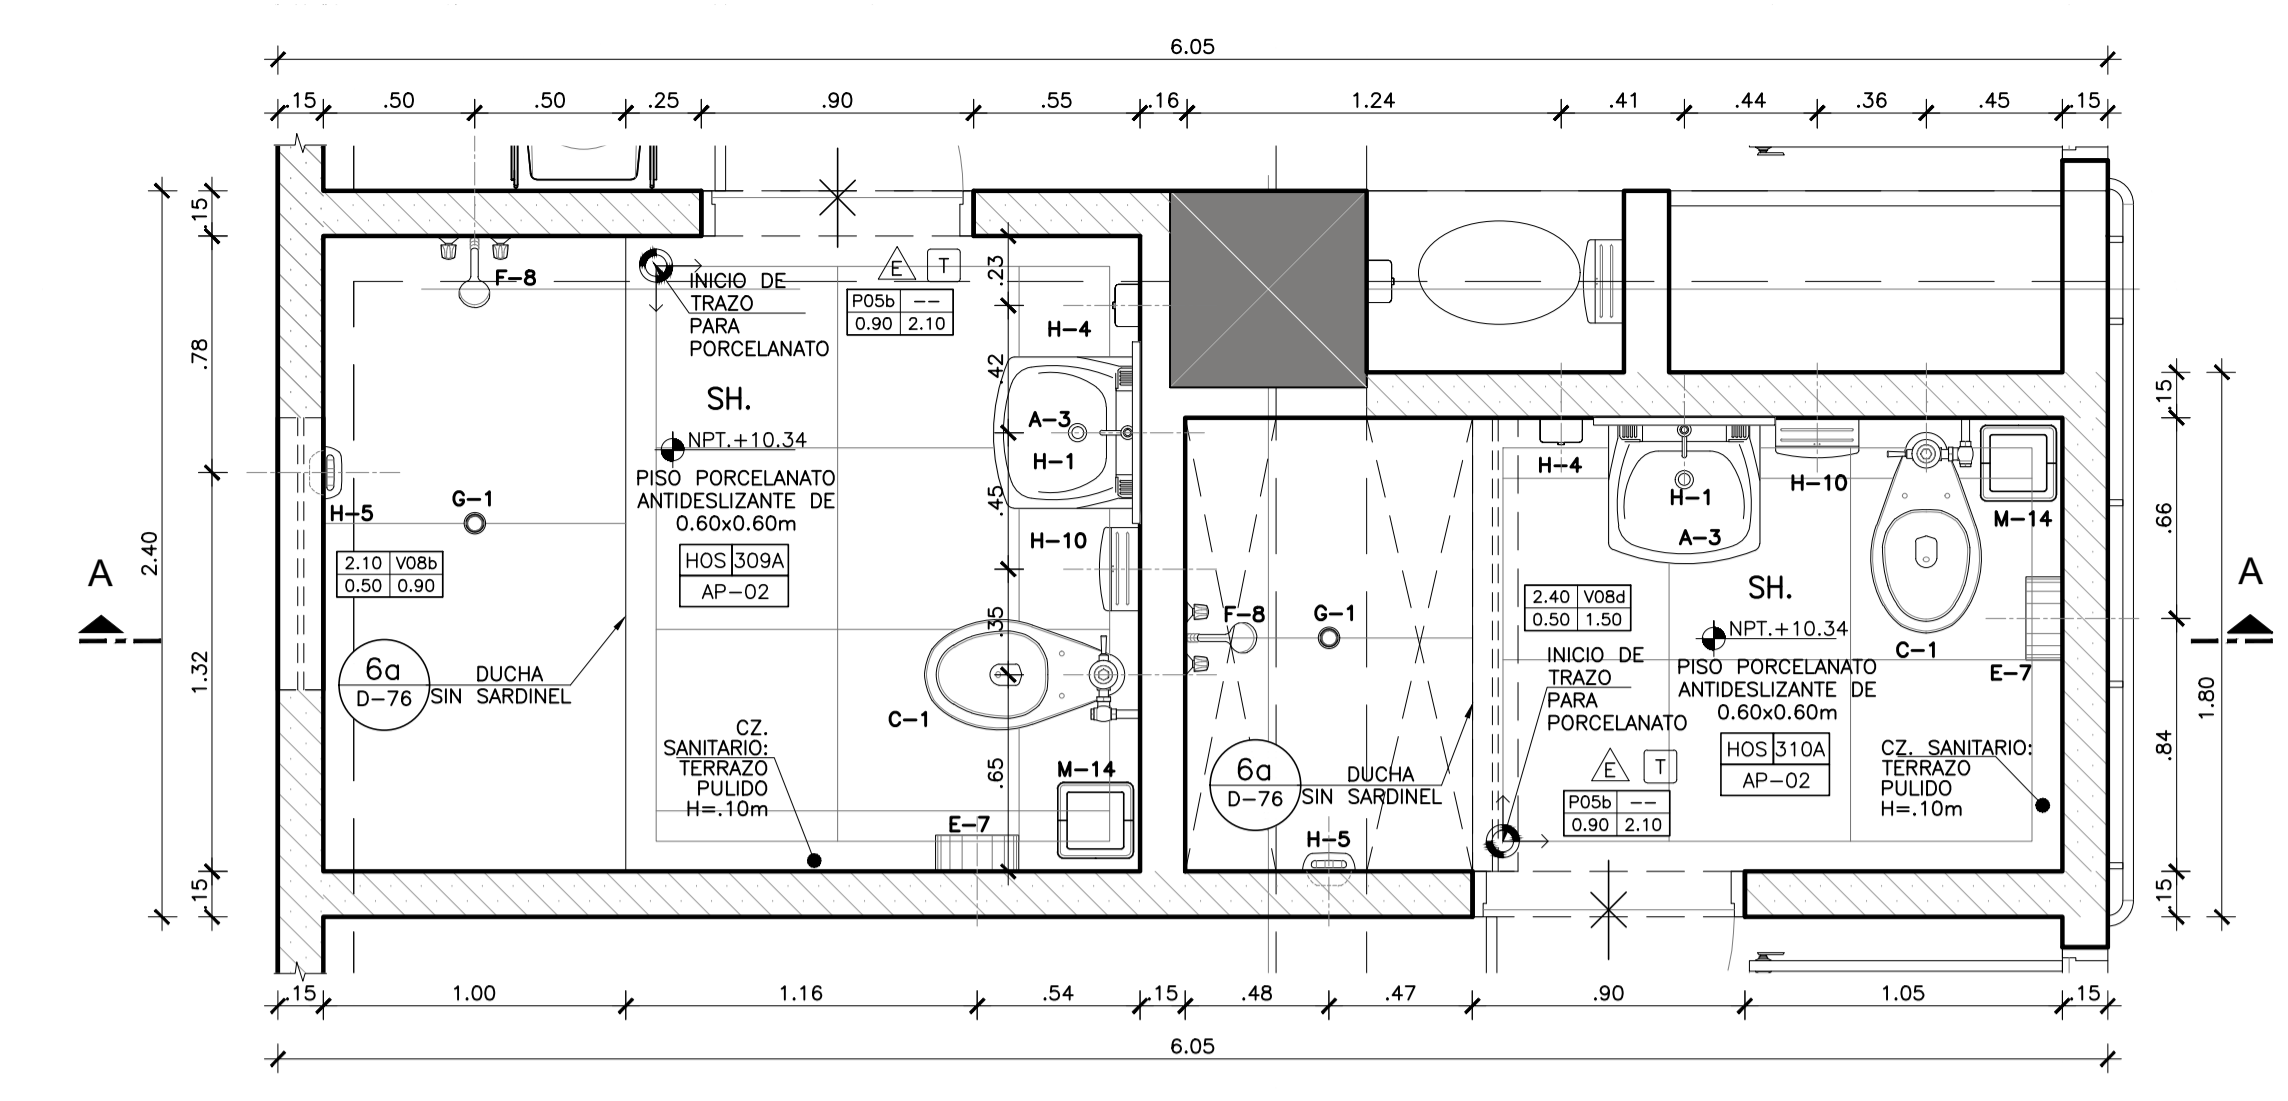 6.05
.15 .50 .50 .25 .90 .55 .16 1.24 .41 .44 .36 .45 .15
.15
.78
1.32
.15
2.40
A
F-8
INICIO DE
TRAZO
PARA
PORCELANATO
E T
P05b --
0.90 2.10
.23
.42
.45
.35
.65
H-4
SH.
NPT.+10.34
PISO PORCELANATO
ANTIDESLIZANTE DE
0.60x0.60m
HOS 309A
AP-02
A-3
H-1
H-10
G-1
H-5
2.10 V08b
0.50 0.90
6a
D-76
DUCHA
SIN SARDINEL
C-1
CZ.
SANITARIO:
TERRAZO
PULIDO
H=.10m
M-14
E-7
H-4
H-1
A-3
H-10
M-14
F-8
G-1
2.40 V08d
0.50 1.50
SH.
NPT.+10.34
C-1
E-7
INICIO DE
TRAZO
PARA
PORCELANATO
PISO PORCELANATO
ANTIDESLIZANTE DE
0.60x0.60m
HOS 310A
AP-02
E T
P05b --
0.90 2.10
6a
D-76
DUCHA
SIN SARDINEL
H-5
CZ. SANITARIO:
TERRAZO
PULIDO
H=.10m
.15
.66
.84
.15
1.80
A
.15 1.00 1.16 .54 .15 .48 .47 .90 1.05 .15
6.05